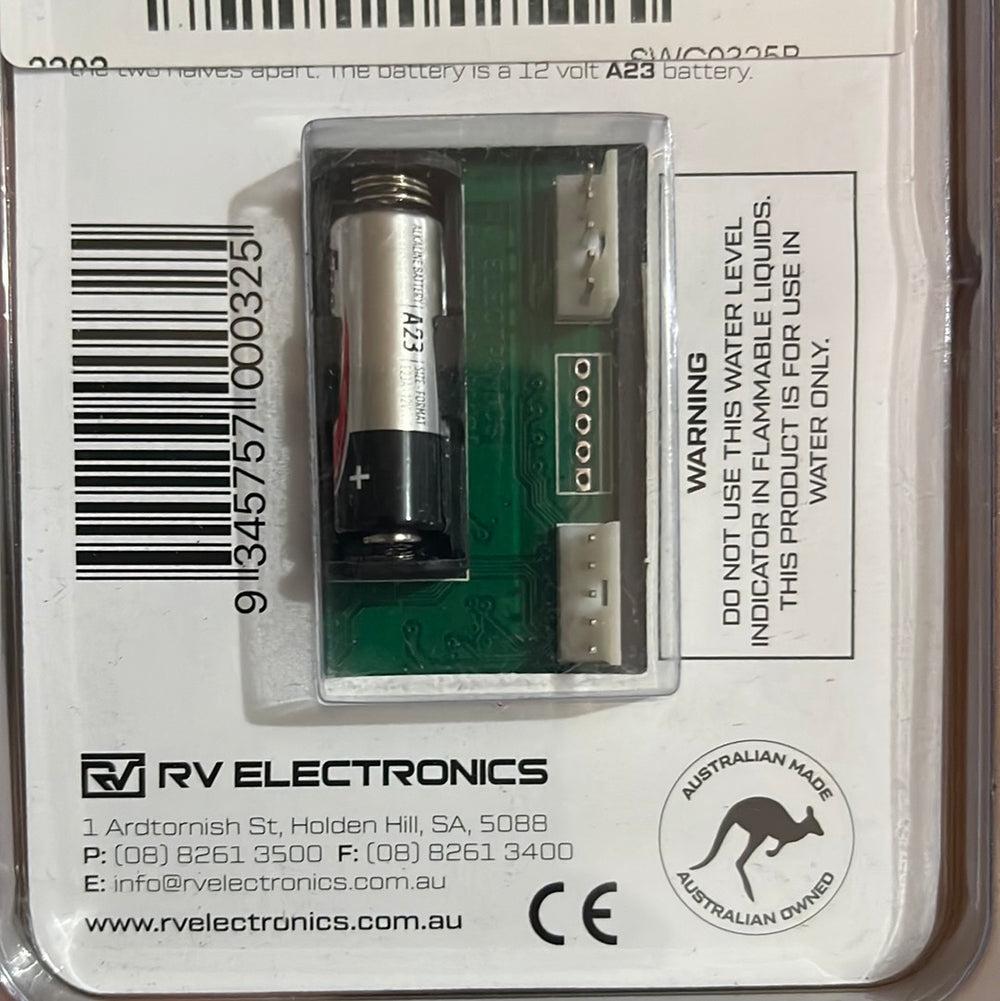 two halves apart. The battery is a 12 volt A23 battery.
9 345757 000325
ALKALINE BATTERY
A23
SIZE - FORMAT
+
WARNING
DO NOT USE THIS WATER LEVEL
INDICATOR IN FLAMMABLE LIQUIDS.
THIS PRODUCT IS FOR USE IN
WATER ONLY.
RV RV ELECTRONICS
1 Ardtornish St, Holden Hill, SA, 5088
P: (08) 8261 3500 F: (08) 8261 3400
E: info@rvelectronics.com.au
www.rvelectronics.com.au
CE
AUSTRALIAN MADE
AUSTRALIAN OWNED